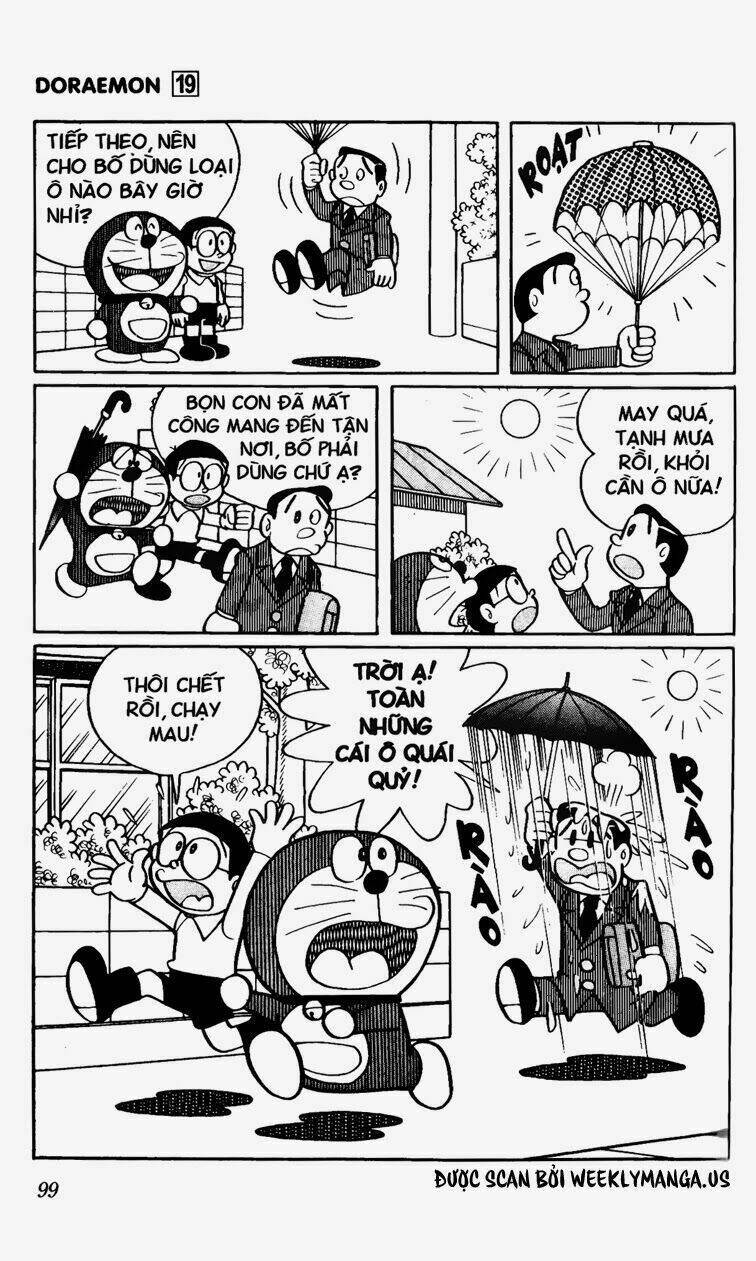 DORAEMON 19
TIẾP THEO, NÊN
CHO BỐ DÙNG LOẠI
Ô NÀO BÂY GIỜ
NHỈ?
ROẠT
BỌN CON ĐÃ MẤT
CÔNG MANG ĐẾN TẬN
NƠI, BỐ PHẢI
DÙNG CHỨ Ạ?
MAY QUÁ,
TẠNH MƯA
RỒI, KHỎI
CẦN Ô NỮA!
THÔI CHẾT
RỒI, CHẠY
MAU!
TRỜI Ạ!
TOÀN
NHỮNG
CÁI Ô QUÁI
QUỶ!
RÀO
RÀO
99
ĐƯỢC SCAN BỞI WEEKLYMANGA.US